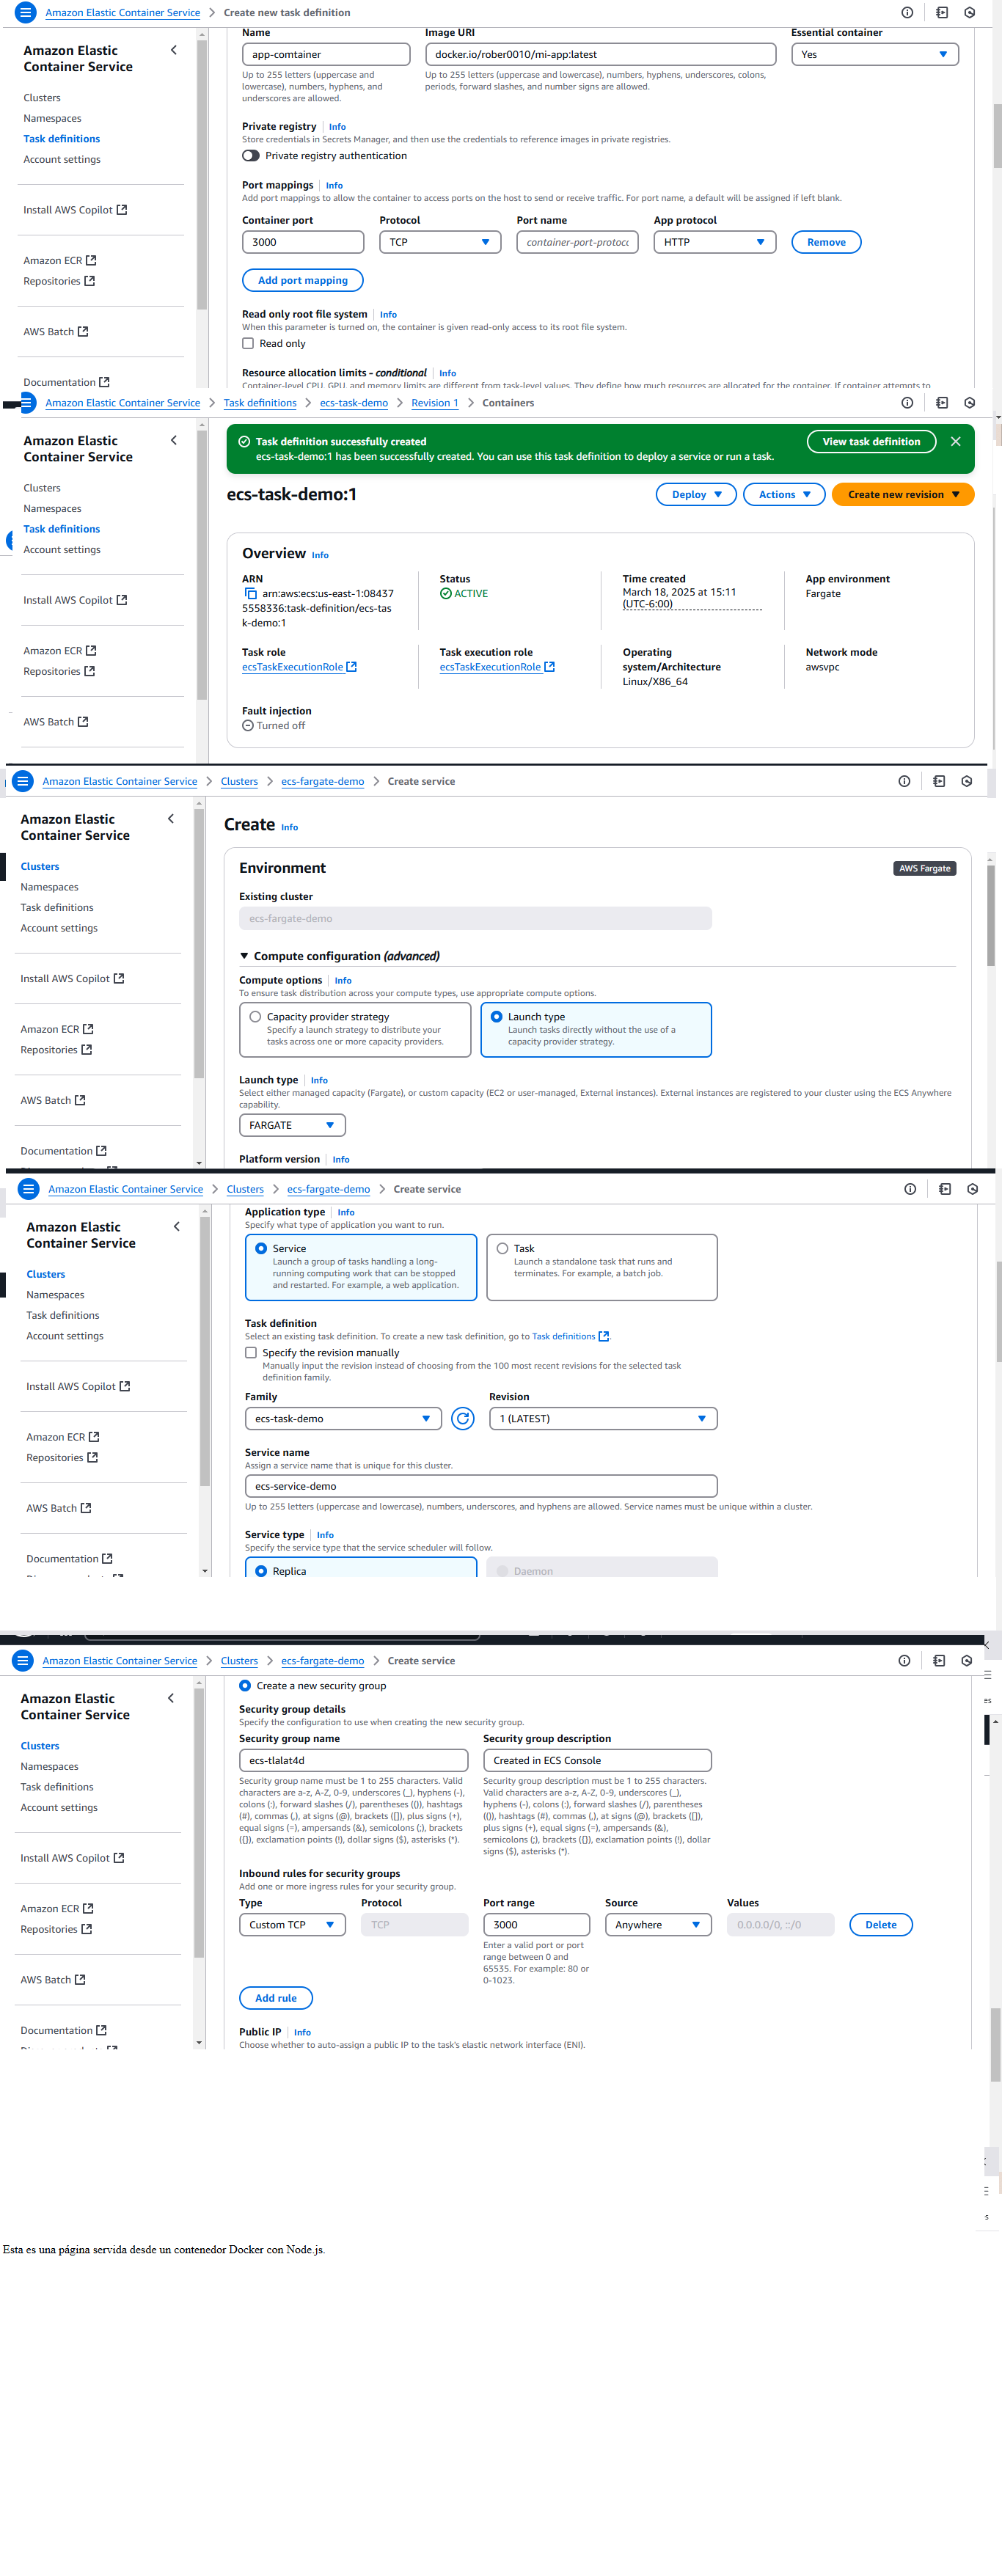 Amazon Elastic Container Service > Create new task definition
Amazon Elastic
Container Service
Clusters
Namespaces
Task definitions
Account settings
Install AWS Copilot
Amazon ECR
Repositories
AWS Batch
Documentation
Name
Image URI
Essential container
app-comtainer
docker.io/rober0010/mi-app:latest
Yes
Up to 255 letters (uppercase and
lowercase), numbers, hyphens, and
underscores are allowed.
Up to 255 letters (uppercase and lowercase), numbers, hyphens, underscores, colons,
periods, forward slashes, and number signs are allowed.
Private registry Info
Store credentials in Secrets Manager, and then use the credentials to reference images in private registries.
Private registry authentication
Port mappings Info
Add port mappings to allow the container to access ports on the host to send or receive traffic. For port name, a default will be assigned if left blank.
Container port
Protocol
Port name
App protocol
3000
TCP
container-port-protoco
HTTP
Remove
Add port mapping
Read only root file system Info
When this parameter is turned on, the container is given read-only access to its root file system.
Read only
Resource allocation limits - conditional Info
Container-level CPU, GPU, and memory limits are different from task-level values. They define how much resources are allocated for the container. If container attempts to
Amazon Elastic Container Service > Task definitions > ecs-task-demo > Revision 1 > Containers
Amazon Elastic
Container Service
Clusters
Namespaces
Task definitions
Account settings
Install AWS Copilot
Amazon ECR
Repositories
AWS Batch
Task definition successfully created
ecs-task-demo:1 has been successfully created. You can use this task definition to deploy a service or run a task.
View task definition
ecs-task-demo:1
Deploy
Actions
Create new revision
Overview Info
ARN
arn:aws:ecs:us-east-1:08437
5558336:task-definition/ecs-tas
k-demo:1
Status
ACTIVE
Time created
March 18, 2025 at 15:11
(UTC-6:00)
App environment
Fargate
Task role
ecsTaskExecutionRole
Task execution role
ecsTaskExecutionRole
Operating
system/Architecture
Linux/X86_64
Network mode
awsvpc
Fault injection
Turned off
Amazon Elastic Container Service > Clusters > ecs-fargate-demo > Create service
Amazon Elastic
Container Service
Clusters
Namespaces
Task definitions
Account settings
Install AWS Copilot
Amazon ECR
Repositories
AWS Batch
Documentation
Create Info
Environment
AWS Fargate
Existing cluster
ecs-fargate-demo
Compute configuration (advanced)
Compute options Info
To ensure task distribution across your compute types, use appropriate compute options.
Capacity provider strategy
Specify a launch strategy to distribute your
tasks across one or more capacity providers.
Launch type
Launch tasks directly without the use of a
capacity provider strategy.
Launch type Info
Select either managed capacity (Fargate), or custom capacity (EC2 or user-managed, External instances). External instances are registered to your cluster using the ECS Anywhere
capability.
FARGATE
Platform version Info
Amazon Elastic Container Service > Clusters > ecs-fargate-demo > Create service
Amazon Elastic
Container Service
Clusters
Namespaces
Task definitions
Account settings
Install AWS Copilot
Amazon ECR
Repositories
AWS Batch
Documentation
Application type Info
Specify what type of application you want to run.
Service
Launch a group of tasks handling a long-
running computing work that can be stopped
and restarted. For example, a web application.
Task
Launch a standalone task that runs and
terminates. For example, a batch job.
Task definition
Select an existing task definition. To create a new task definition, go to Task definitions.
Specify the revision manually
Manually input the revision instead of choosing from the 100 most recent revisions for the selected task
definition family.
Family
Revision
ecs-task-demo
1 (LATEST)
Service name
Assign a service name that is unique for this cluster.
ecs-service-demo
Up to 255 letters (uppercase and lowercase), numbers, underscores, and hyphens are allowed. Service names must be unique within a cluster.
Service type Info
Specify the service type that the service scheduler will follow.
Replica
Daemon
Amazon Elastic Container Service > Clusters > ecs-fargate-demo > Create service
Amazon Elastic
Container Service
Clusters
Namespaces
Task definitions
Account settings
Install AWS Copilot
Amazon ECR
Repositories
AWS Batch
Documentation
Create a new security group
Security group details
Specify the configuration to use when creating the new security group.
Security group name
Security group description
ecs-tlalat4d
Created in ECS Console
Security group name must be 1 to 255 characters. Valid
characters are a-z, A-Z, 0-9, underscores (_), hyphens (-),
colons (:), forward slashes (/), parentheses (()), hashtags
(#), commas (,), at signs (@), brackets ([]), plus signs (+),
equal signs (=), ampersands (&), semicolons (;), brackets
({}), exclamation points (!), dollar signs ($), asterisks (*).
Security group description must be 1 to 255 characters.
Valid characters are a-z, A-Z, 0-9, underscores (_),
hyphens (-), colons (:), forward slashes (/), parentheses
(()), hashtags (#), commas (,), at signs (@), brackets ([]),
plus signs (+), equal signs (=), ampersands (&),
semicolons (;), brackets ({}), exclamation points (!), dollar
signs ($), asterisks (*).
Inbound rules for security groups
Add one or more ingress rules for your security group.
Type
Protocol
Port range
Source
Values
Custom TCP
TCP
3000
Anywhere
0.0.0.0/0, ::/0
Delete
Enter a valid port or port
range between 0 and
65535. For example: 80 or
0-1023.
Add rule
Public IP Info
Choose whether to auto-assign a public IP to the task's elastic network interface (ENI).
es
s
Esta es una página servida desde un contenedor Docker con Node.js.